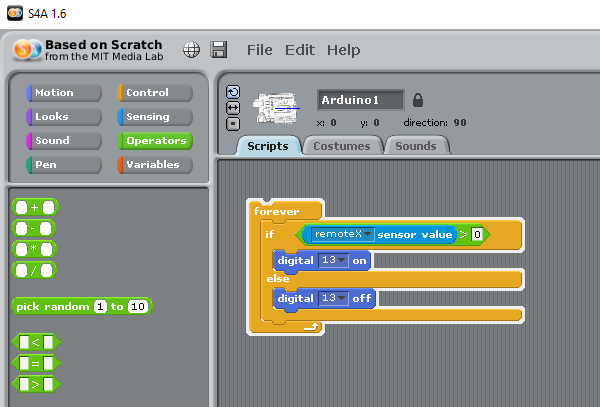 S4A 1.6
Based on Scratch
from the MIT Media Lab
File Edit Help
Motion Control
Looks Sensing
Sound Operators
Pen Variables
Arduino1
x: 0 y: 0 direction: 90
Scripts Costumes Sounds
+
-
*
/
pick random 1 to 10
<
=
>
forever
if remoteX sensor value > 0
digital 13 on
else
digital 13 off